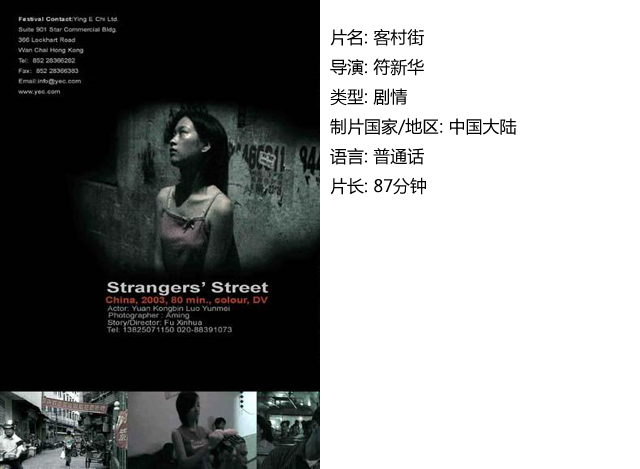 Festival Contact:Ying E Chi Ltd.
Suite 901 Star Commercial Bldg.
366 Lockhart Road
Wan Chai Hong Kong
Tel: 852 28366282
Fax: 852 28366383
Email:info@yec.com
www.yec.com
Strangers' Street
China, 2003, 80 min., colour, DV
Actor: Yuan Kongbin Luo Yunmei
Photographer : Aming
Story/Director: Fu Xinhua
Tel: 13825071150 020-88391073
片名: 客村街
导演: 符新华
类型: 剧情
制片国家/地区: 中国大陆
语言: 普通话
片长: 87分钟